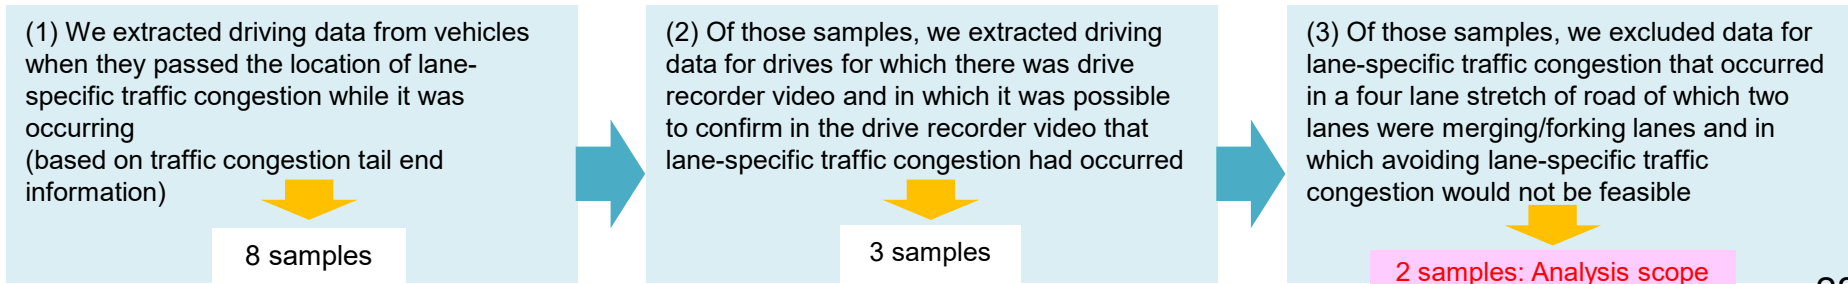 (1) We extracted driving data from vehicles
when they passed the location of lane-
specific traffic congestion while it was
occurring
(based on traffic congestion tail end
information)
8 samples
(2) Of those samples, we extracted driving
data for drives for which there was drive
recorder video and in which it was possible
to confirm in the drive recorder video that
lane-specific traffic congestion had occurred
3 samples
(3) Of those samples, we excluded data for
lane-specific traffic congestion that occurred
in a four lane stretch of road of which two
lanes were merging/forking lanes and in
which avoiding lane-specific traffic
congestion would not be feasible
2 samples: Analysis scope